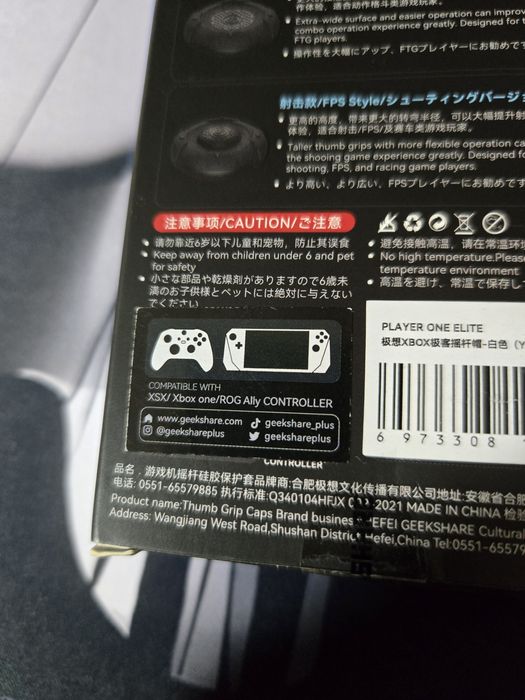 体验，适合动作格斗类游戏玩家。
Extra-wide surface and easier operation can improve
combo operation experience greatly. Designed for
FTG players.
操作性を大幅にアップ、FTGプレイヤーにお勧めです
射击款/FPS Style/シューティングバージョ
更高的高度，带来更大的转弯半径，可以大幅提升射
体验，适合射击/FPS/及赛车类游戏玩家。
Taller thumb grips with more flexible operation ca
the shooing game experience greatly. Designed fo
shooting, FPS, and racing game players.
より高い、より広い、FPSプレイヤーにお勧めです
注意事项/CAUTION/ご注意
请勿靠近6岁以下儿童和宠物，防止其误食
Keep away from children under 6 and pet
for safety
小さな部品や乾燥剤がありますので6歳未
満のお子供様とペットには絶対に与えない
でください
避免接触高温，请在常温环境
No high temperature.Please
temperature environment
高温を避け、常温で保存し
COMPATIBLE WITH
XSX/ Xbox one/ROG Ally CONTROLLER
www.geekshare.com
geekshare_plus
@geekshareplus
geekshareplus
CONTROLLER
PLAYER ONE ELITE
极想XBOX极客摇杆帽-白色（Y
6 973308
品名：游戏机摇杆硅胶保护套品牌商:合肥极想文化传播有限公司地址:安徽省合肥
电话: 0551-65579885 执行标准:Q340104HFJX 2021 MADE IN CHINA 检验
Product name:Thumb Grip Caps Brand business HEFEI GEEKSHARE Cultural
Address: Wangjiang West Road,Shushan District Hefei,China Tel:0551-6557